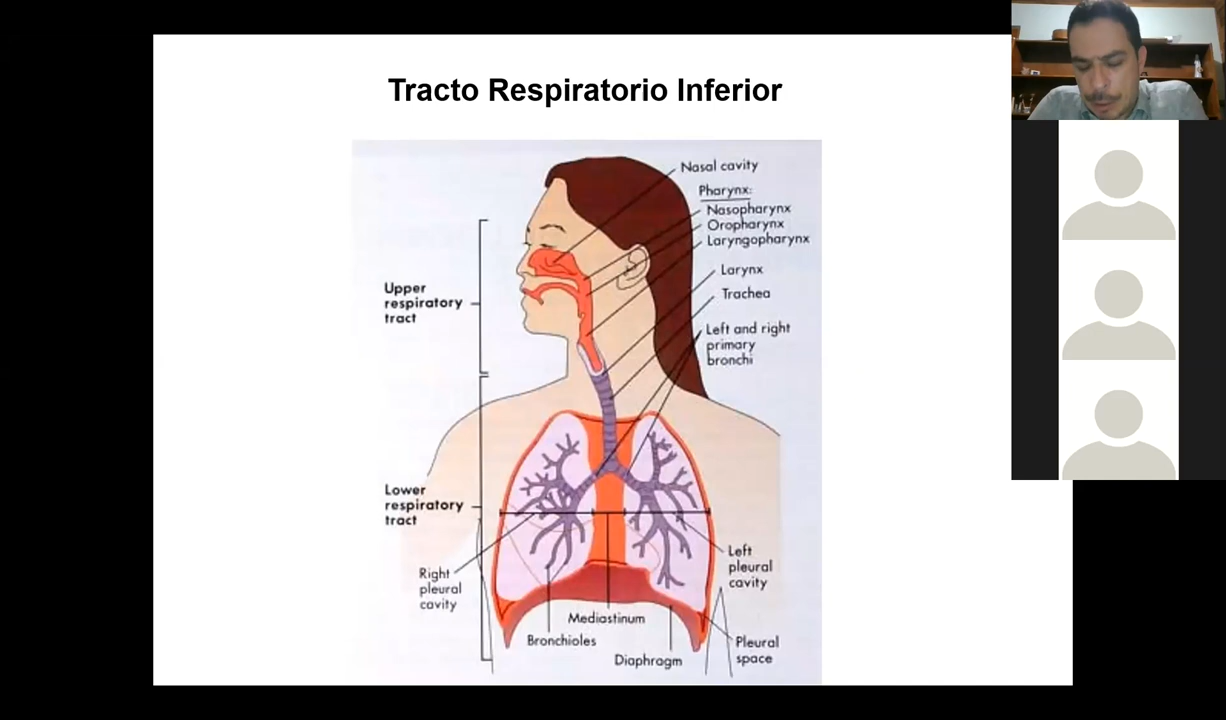 Tracto Respiratorio Inferior
Nasal cavity
Pharynx:
Nasopharynx
Oropharynx
Laryngopharynx
Larynx
Trachea
Left and right
primary
bronchi
Upper
respiratory
tract
Lower
respiratory
tract
Right
pleural
cavity
Left
pleural
cavity
Mediastinum
Bronchioles
Diaphragm
Pleural
space